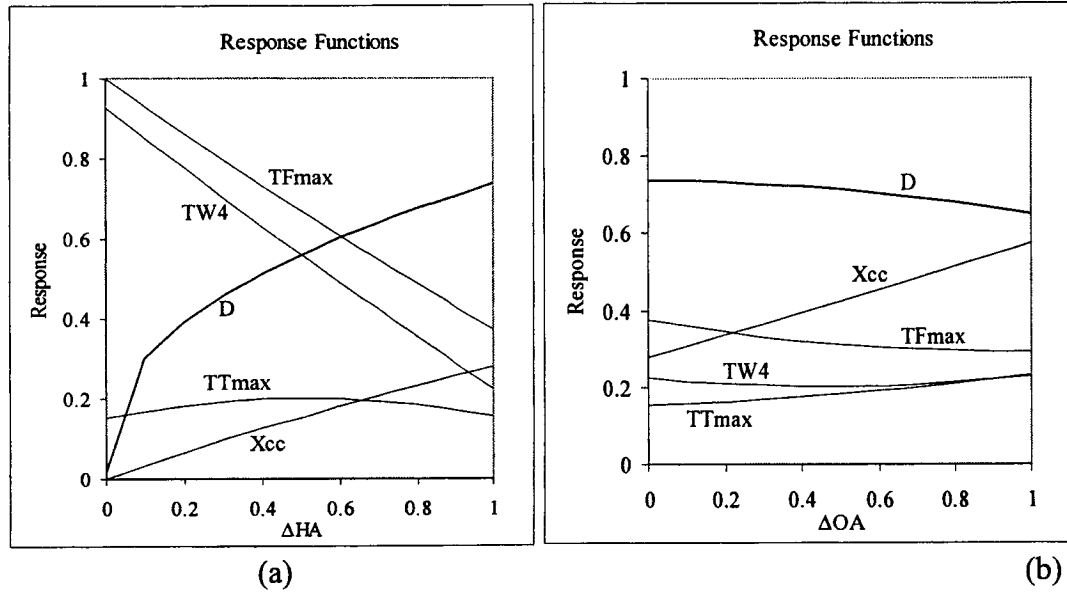 Response Functions
1
0.8
0.6
0.4
0.2
0
Response
TFmax
TW4
D
TTmax
Xcc
0 0.2 0.4 0.6 0.8 1
ΔHA
(a)
Response Functions
1
0.8
0.6
0.4
0.2
0
Response
D
Xcc
TFmax
TW4
TTmax
0 0.2 0.4 0.6 0.8 1
ΔOA
(b)